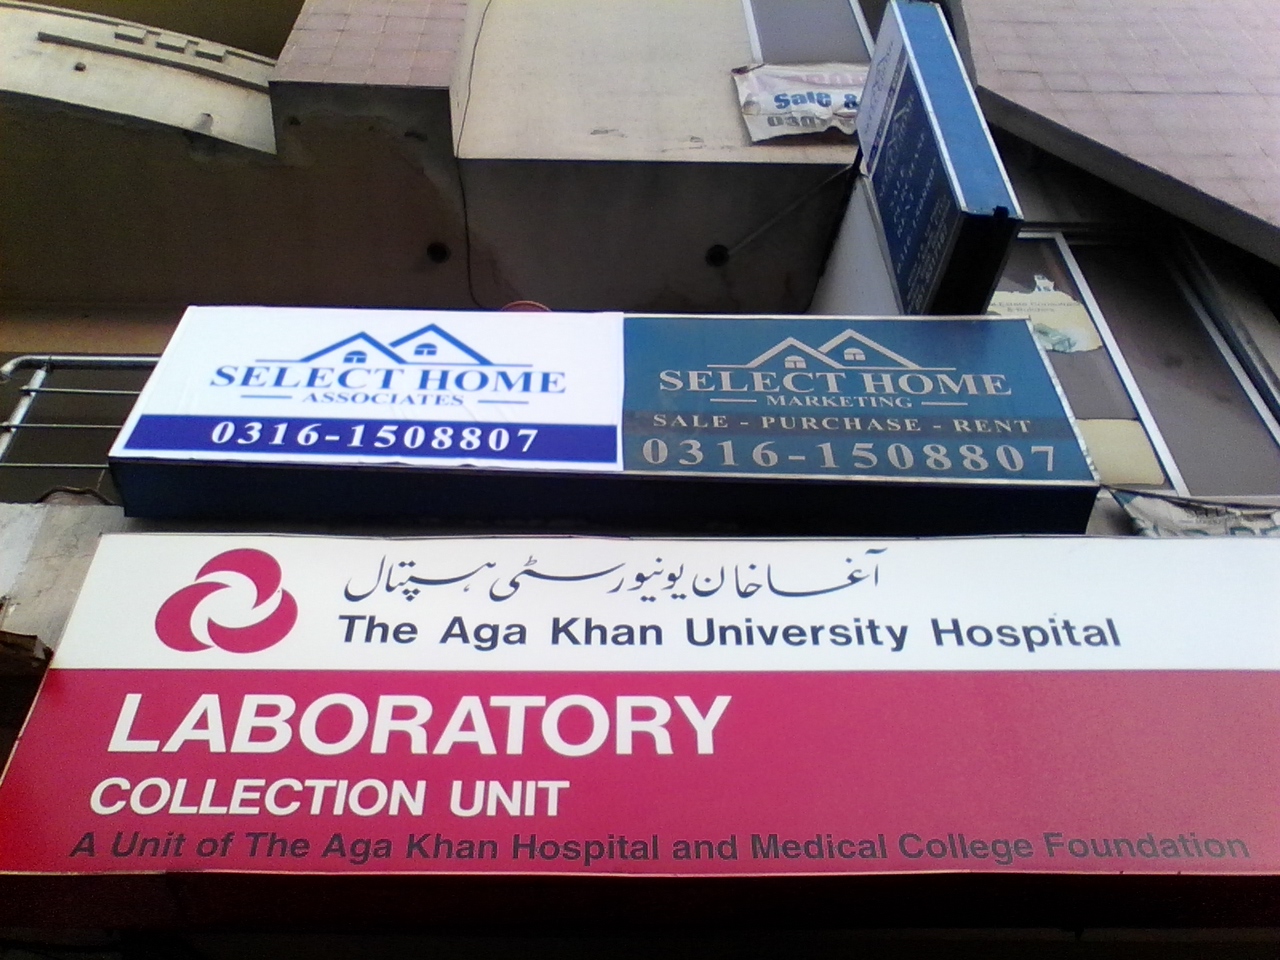 Sale &
SELECT HOME
ASSOCIATES
0316-1508807
SELECT HOME
MARKETING
SALE - PURCHASE - RENT
0316-1508807
آغا خان یونیورسٹی ہسپتال
The Aga Khan University Hospital
LABORATORY
COLLECTION UNIT
A Unit of The Aga Khan Hospital and Medical College Foundation